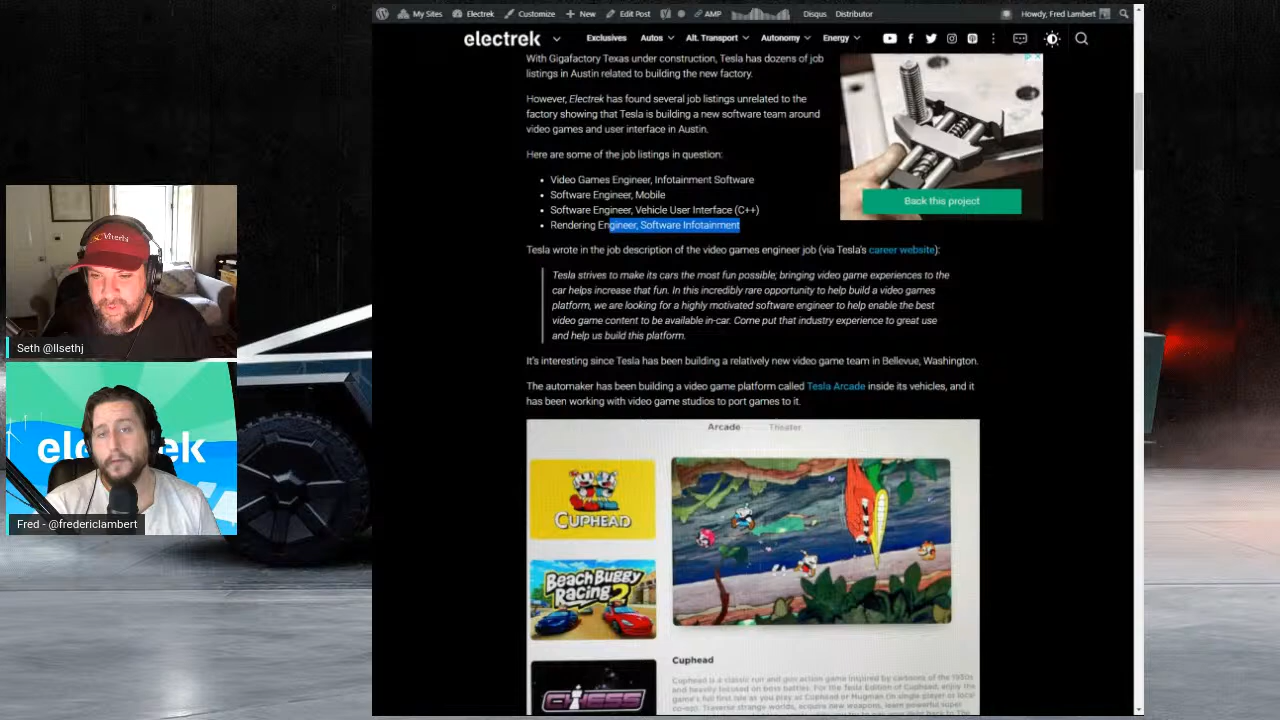 My Sites
Electrek
Customize
New
Edit Post
AMP
Disqus
Distributor
Howdy, Fred Lambert
electrek
Exclusives
Autos
Alt. Transport
Autonomy
Energy
With Gigafactory Texas under construction, Tesla has dozens of job
listings in Austin related to building the new factory.
However, Electrek has found several job listings unrelated to the
factory showing that Tesla is building a new software team around
video games and user interface in Austin.
Here are some of the job listings in question:
Video Games Engineer, Infotainment Software
Software Engineer, Mobile
Software Engineer, Vehicle User Interface (C++)
Rendering Engineer, Software Infotainment
Back this project
Tesla wrote in the job description of the video games engineer job (via Tesla's career website):
Tesla strives to make its cars the most fun possible; bringing video game experiences to the
car helps increase that fun. In this incredibly rare opportunity to help build a video games
platform, we are looking for a highly motivated software engineer to help enable the best
video game content to be available in-car. Come put that industry experience to great use
and help us build this platform.
It's interesting since Tesla has been building a relatively new video game team in Bellevue, Washington.
The automaker has been building a video game platform called Tesla Arcade inside its vehicles, and it
has been working with video game studios to port games to it.
Arcade Theater
CUPHEAD
Beach Buggy
Racing 2
CHESS
Cuphead
Cuphead is a classic run and gun action game inspired by cartoons of the 1930s
and heavily focused on boss battles. For the Tesla Edition of Cuphead, enjoy the
game's full first isle as you play as Cuphead or Mugman (in single player or local
co-op). Traverse strange worlds, acquire new weapons, learn powerful super
Seth @llsethj
electrek
Fred - @fredericlambert